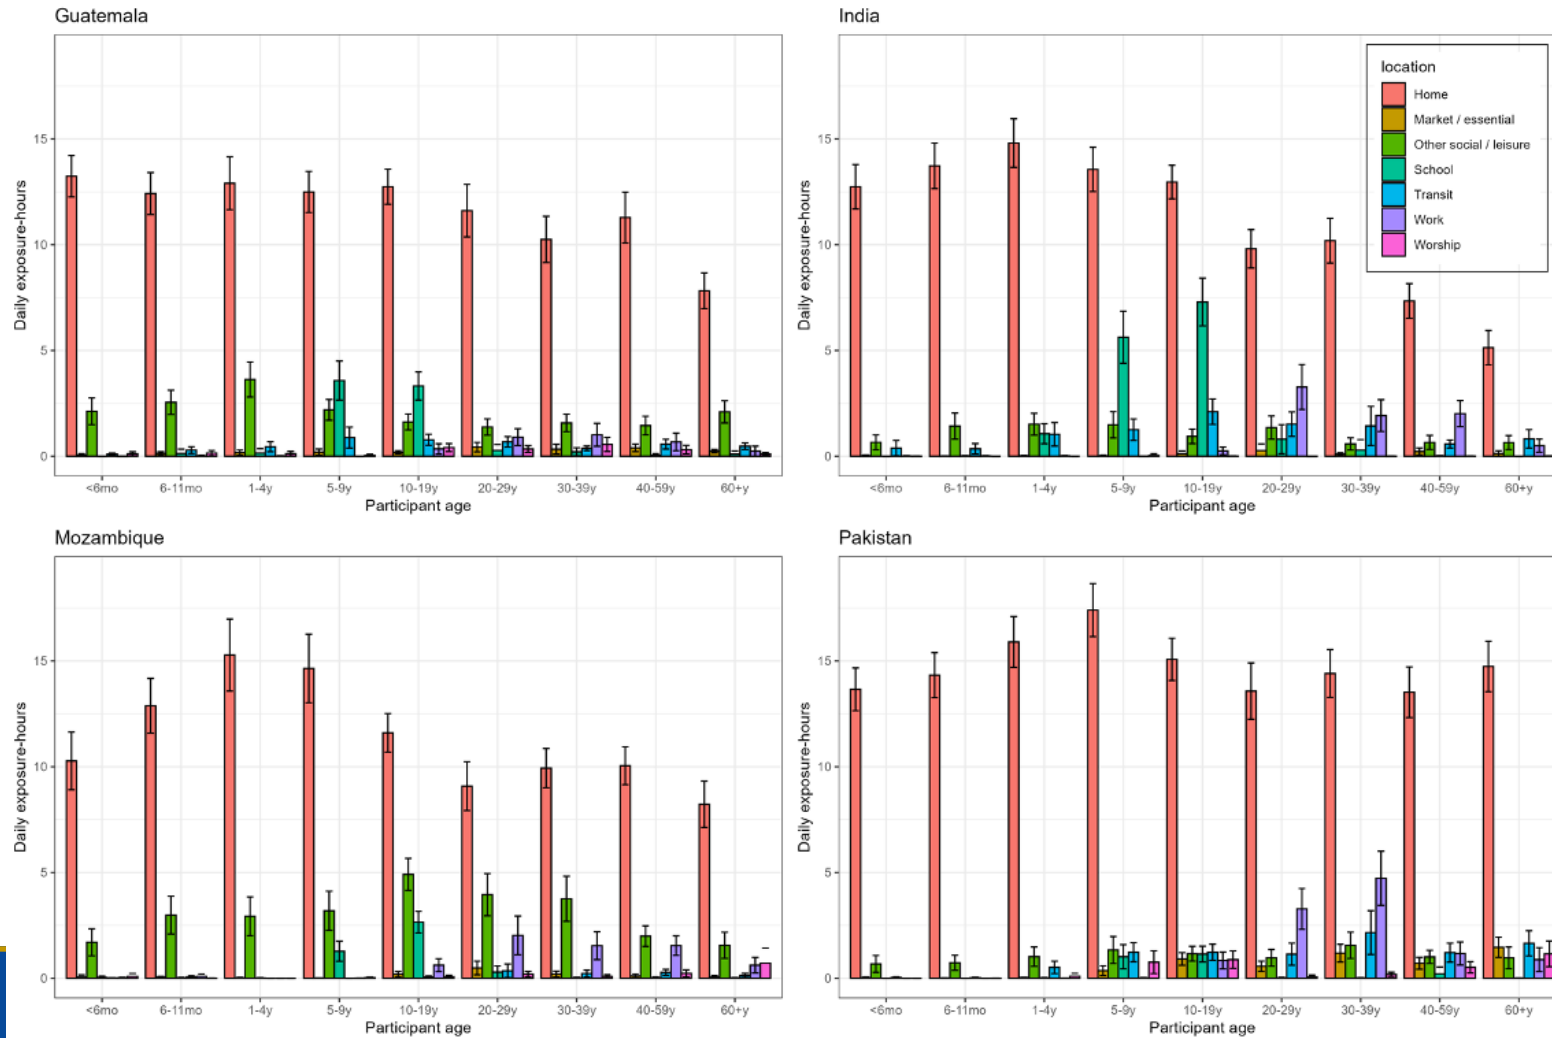 Guatemala
Daily exposure-hours
15
10
5
0
<6mo 6-11mo 1-4y 5-9y 10-19y 20-29y 30-39y 40-59y 60+y
Participant age
India
Daily exposure-hours
15
10
5
0
<6mo 6-11mo 1-4y 5-9y 10-19y 20-29y 30-39y 40-59y 60+y
Participant age
location
Home
Market / essential
Other social / leisure
School
Transit
Work
Worship
Mozambique
Daily exposure-hours
15
10
5
0
<6mo 6-11mo 1-4y 5-9y 10-19y 20-29y 30-39y 40-59y 60+y
Participant age
Pakistan
Daily exposure-hours
15
10
5
0
<6mo 6-11mo 1-4y 5-9y 10-19y 20-29y 30-39y 40-59y 60+y
Participant age